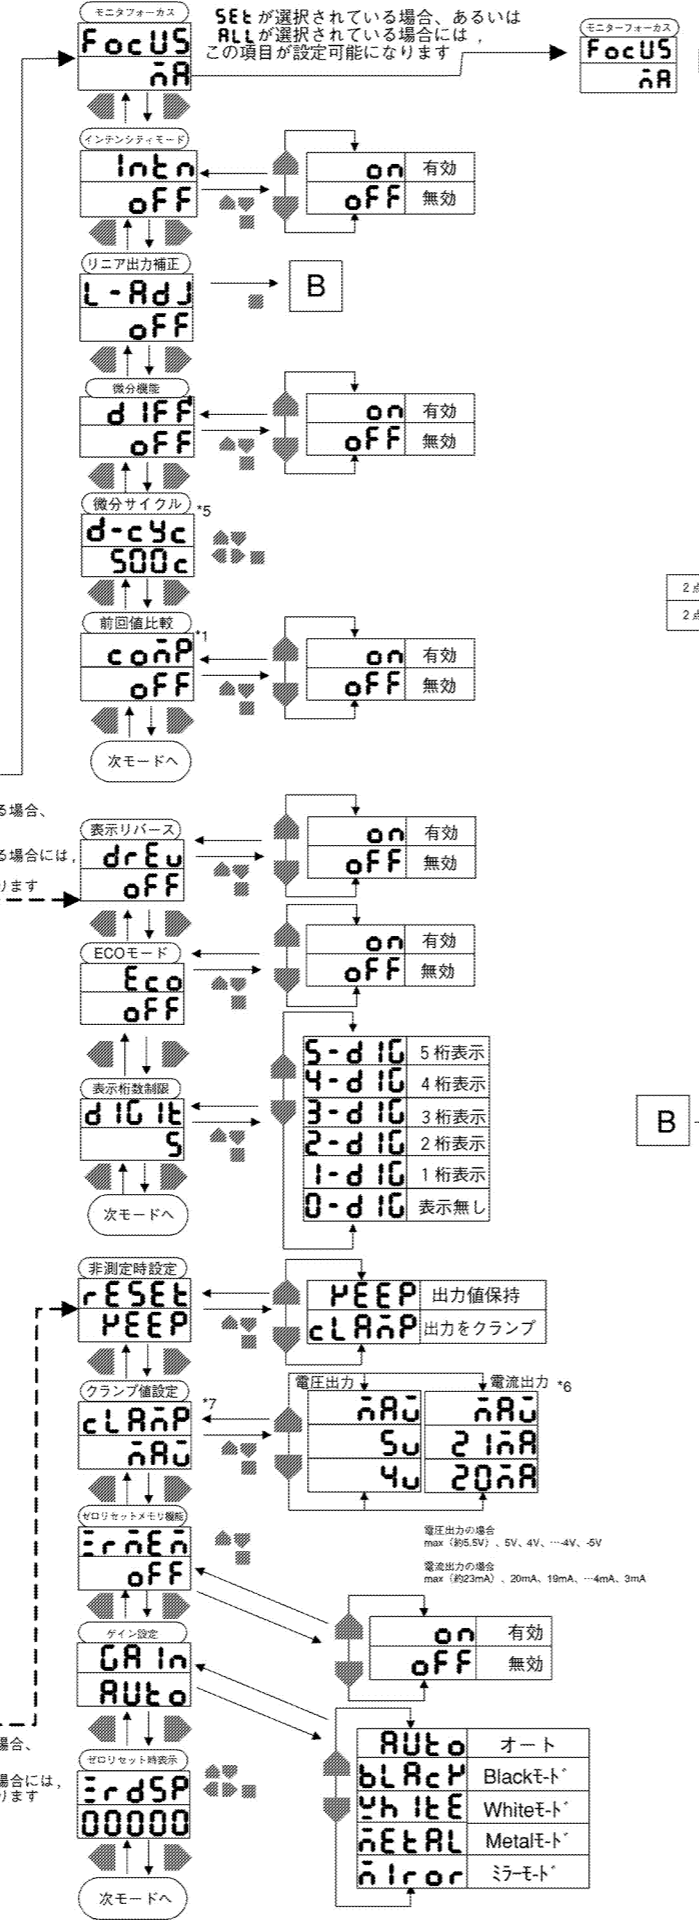 モニタフォーカス
SEt が選択されている場合、あるいは
ALL が選択されている場合には，
この項目が設定可能になります
FocUS
mA
モニターフォーカス
FocUS
mA
インテンシティモード
Intn
oFF
on 有効
oFF 無効
リニア出力補正
L-AdJ
oFF
B
微分機能
dIFF
oFF
on 有効
oFF 無効
微分サイクル
*5
d-cyc
500c
前回値比較
*1
comP
oFF
on 有効
oFF 無効
2
2
次モードへ
る場合、
る場合には，
ります
表示リバース
drEv
oFF
on 有効
oFF 無効
ECOモード
Eco
oFF
on 有効
oFF 無効
表示桁数制限
dIGIt
5
5-dIG 5桁表示
4-dIG 4桁表示
3-dIG 3桁表示
2-dIG 2桁表示
1-dIG 1桁表示
0-dIG 表示無し
B
次モードへ
非測定時設定
rESEt
KEEP
KEEP 出力値保持
cLAmP 出力をクランプ
クランプ値設定
*7
cLAmP
mAX
電圧出力 電流出力 *6
mAX mAX
5v 21mA
4v 20mA
電圧出力の場合
max（約5.5V）、5V、4V、…-4V、-5V
電流出力の場合
max（約23mA）、20mA、19mA、…4mA、3mA
ゼロリセットメモリ機能
ZrmEm
oFF
on 有効
oFF 無効
ゲイン設定
GAIn
AUto
AUto オート
bLAcK Blackﾓｰﾄﾞ
WhItE Whiteﾓｰﾄﾞ
mEtAL Metalﾓｰﾄﾞ
mIror ﾐﾗｰﾓｰﾄﾞ
場合、
場合には，
ります
ゼロリセット時表示
ZrdSP
00000
次モードへ